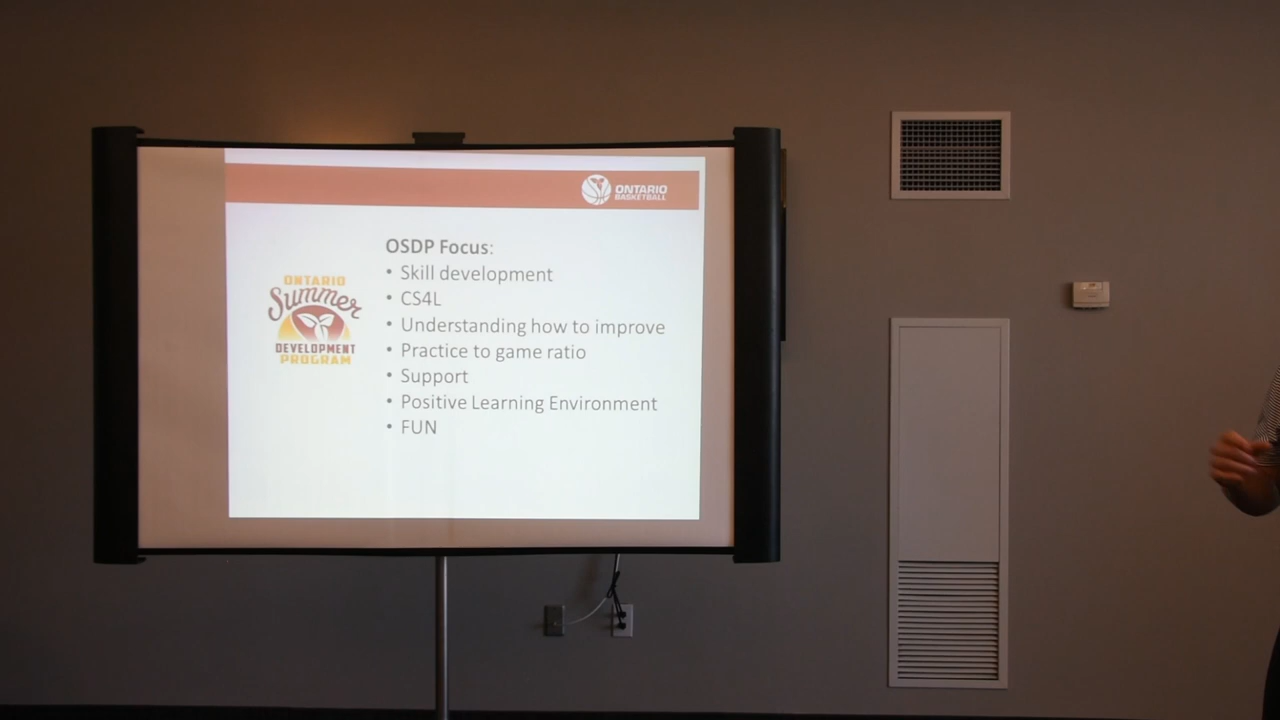 ONTARIO
BASKETBALL
OSDP Focus:
• Skill development
• CS4L
• Understanding how to improve
• Practice to game ratio
• Support
• Positive Learning Environment
• FUN
ONTARIO
Summer
DEVELOPMENT
PROGRAM